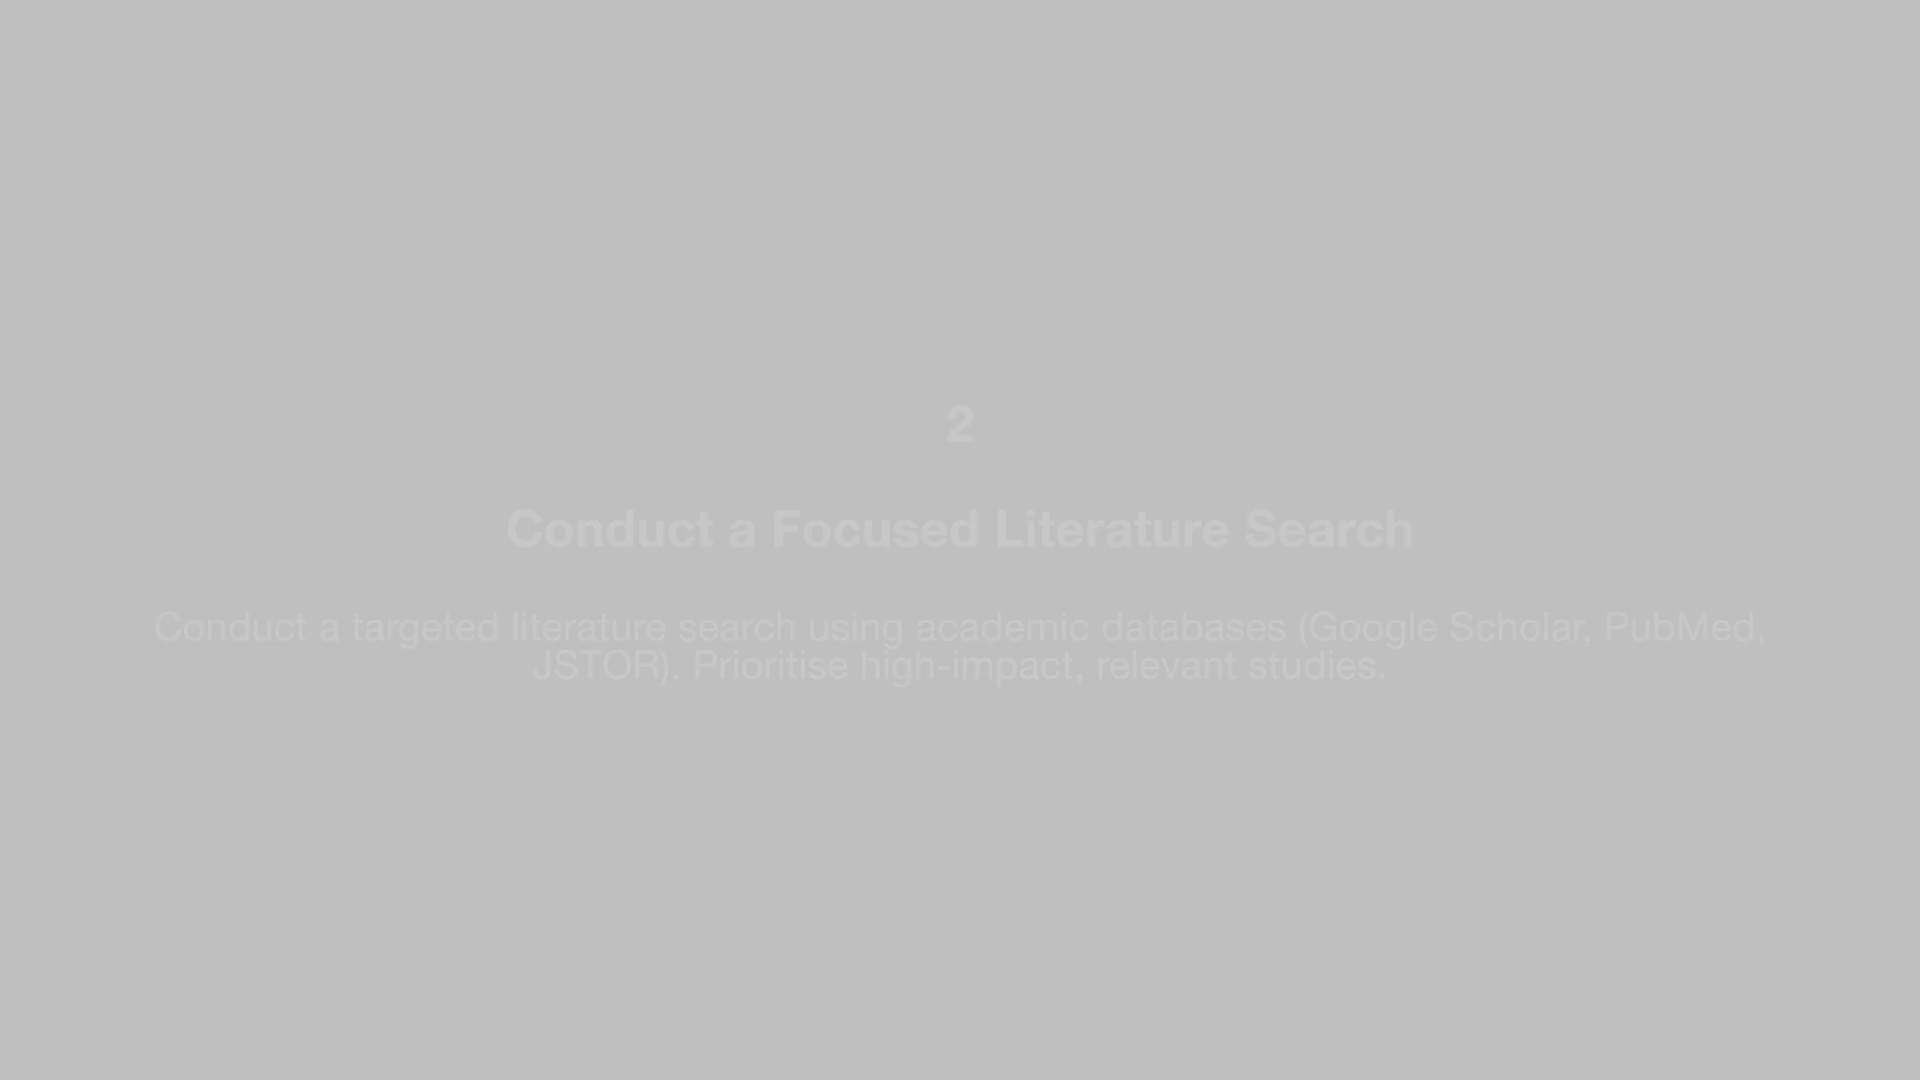 2
Conduct a Focused Literature Search
Conduct a targeted literature search using academic databases (Google Scholar, PubMed,
JSTOR). Prioritise high-impact, relevant studies.